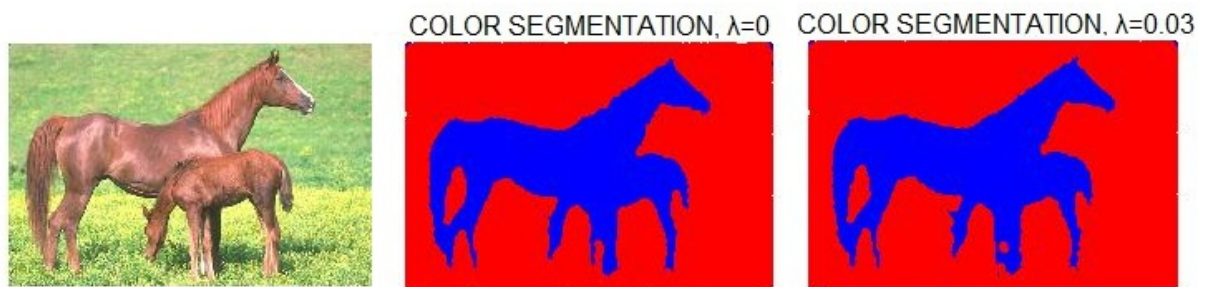 COLOR SEGMENTATION, λ=0
COLOR SEGMENTATION, λ=0.03